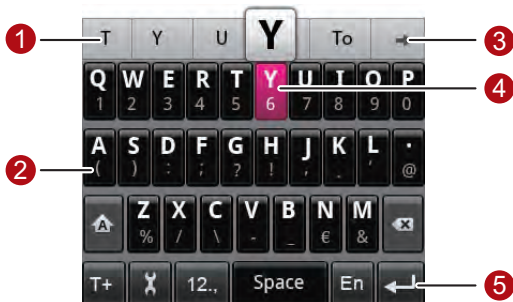 T Y U Y To
Q W E R T Y U I O P
1 2 3 4 5 6 7 8 9 0
A S D F G H J K L .
( ) : ; ? ! , . ' @
A Z X C V B N M
% / \ - _ € &
T+ 12., Space En
1
2
3
4
5